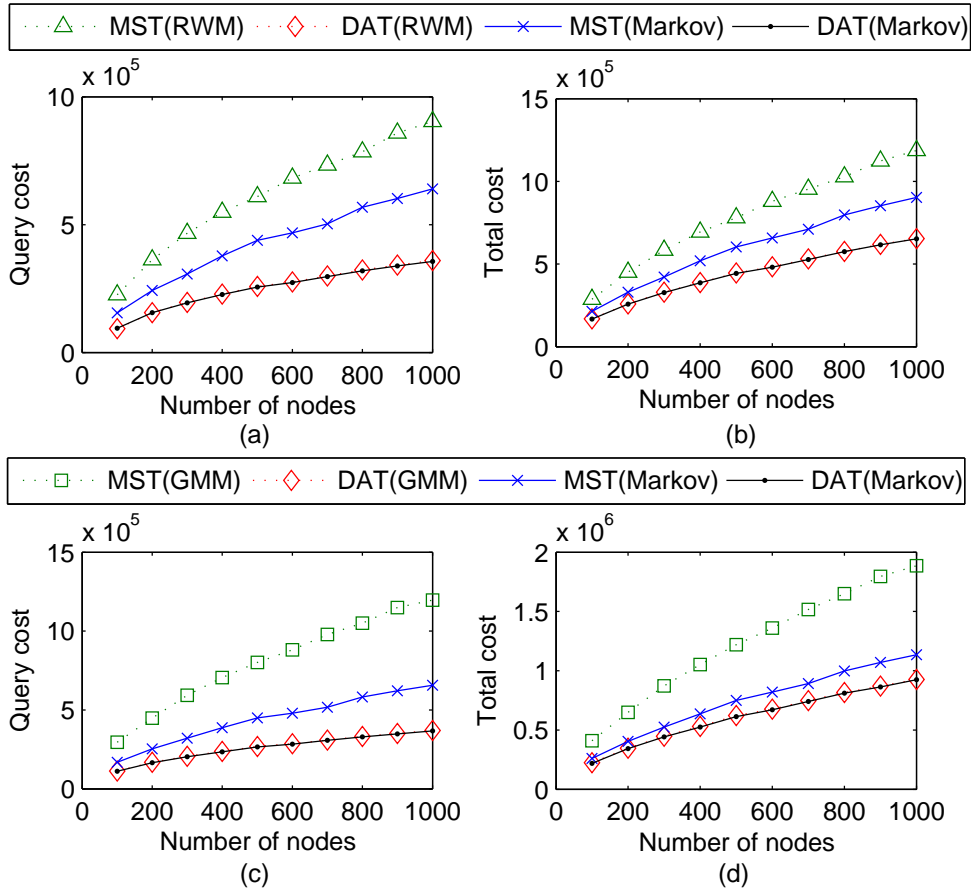 MST(RWM) DAT(RWM) MST(Markov) DAT(Markov)
x 10^5
10
5
0
Query cost
0 200 400 600 800 1000
Number of nodes
(a)
x 10^5
15
10
5
0
Total cost
0 200 400 600 800 1000
Number of nodes
(b)
MST(GMM) DAT(GMM) MST(Markov) DAT(Markov)
x 10^5
15
10
5
0
Query cost
0 200 400 600 800 1000
Number of nodes
(c)
x 10^6
2
1.5
1
0.5
0
Total cost
0 200 400 600 800 1000
Number of nodes
(d)